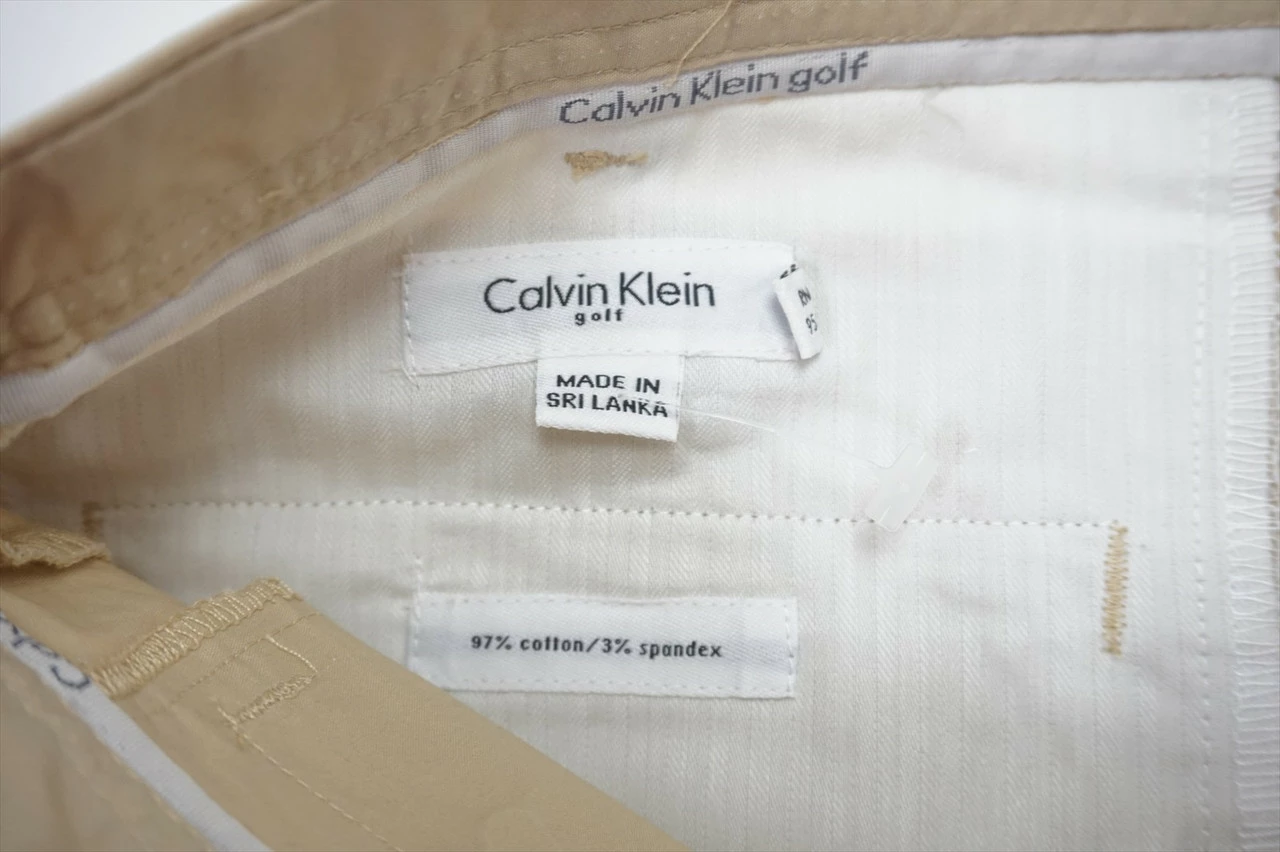 Calvin Klein golf
Calvin Klein
golf
MADE IN
SRI LANKA
97% cotton/3% spandex